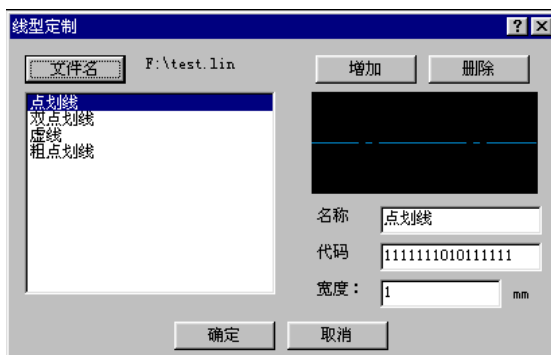 线型定制
文件名 F:\test.lin 增加 删除
点划线
双点划线
虚线
粗点划线
名称 点划线
代码 1111111010111111
宽度： 1 mm
确定 取消